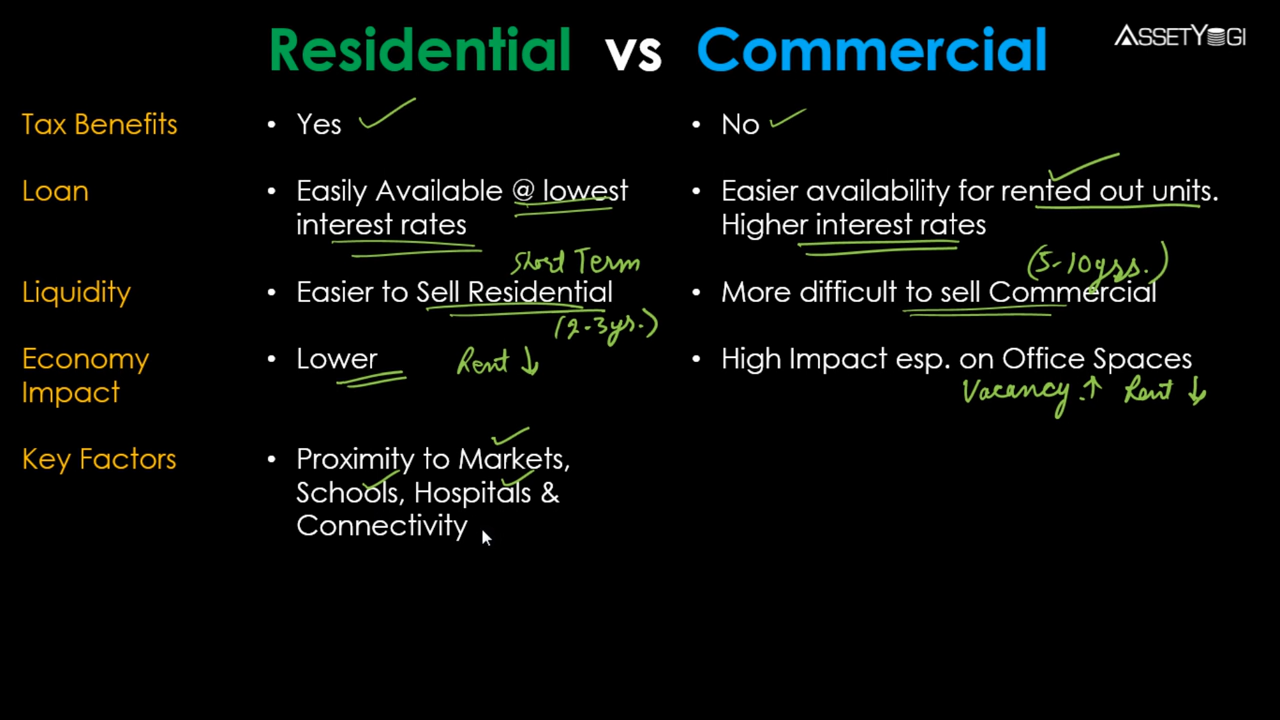 Residential vs Commercial
ASSETYOGI
Tax Benefits
• Yes
• No
Loan
• Easily Available @ lowest
interest rates
• Easier availability for rented out units.
Higher interest rates
Short Term
(5-10yrs.)
Liquidity
• Easier to Sell Residential
(2-3yrs.)
• More difficult to sell Commercial
Economy
Impact
• Lower
Rent ↓
• High Impact esp. on Office Spaces
Vacancy ↑ Rent ↓
Key Factors
• Proximity to Markets,
Schools, Hospitals &
Connectivity